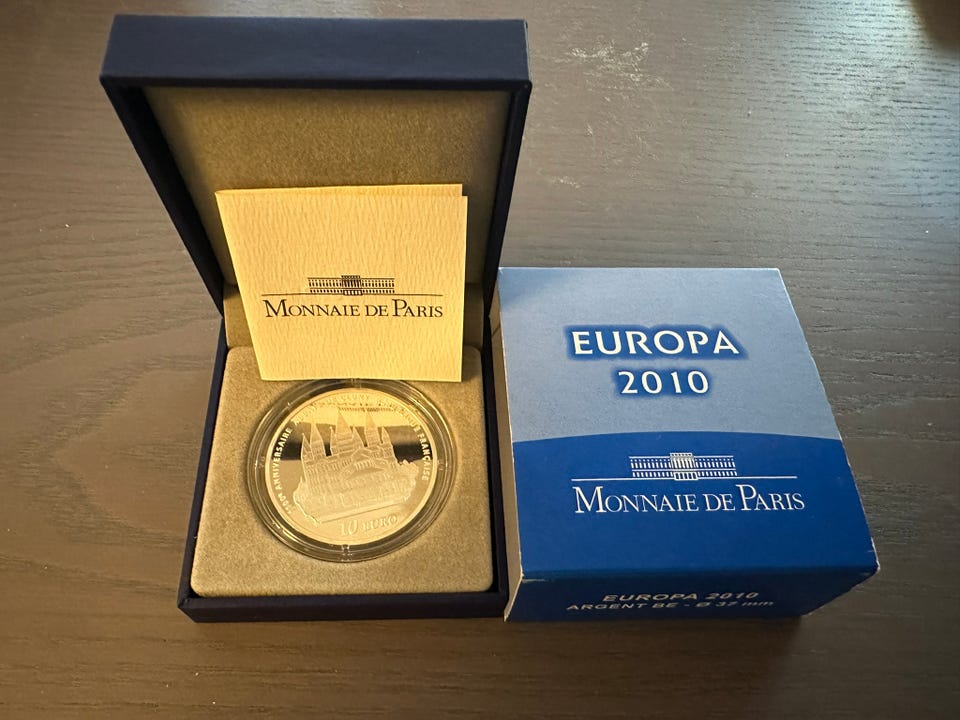 MONNAIE DE PARIS
ANNIVERSAIRE
FRANÇAISE
10 EURO
EUROPA
2010
MONNAIE DE PARIS
EUROPA 2010
ARGENT BE - Ø 37 mm